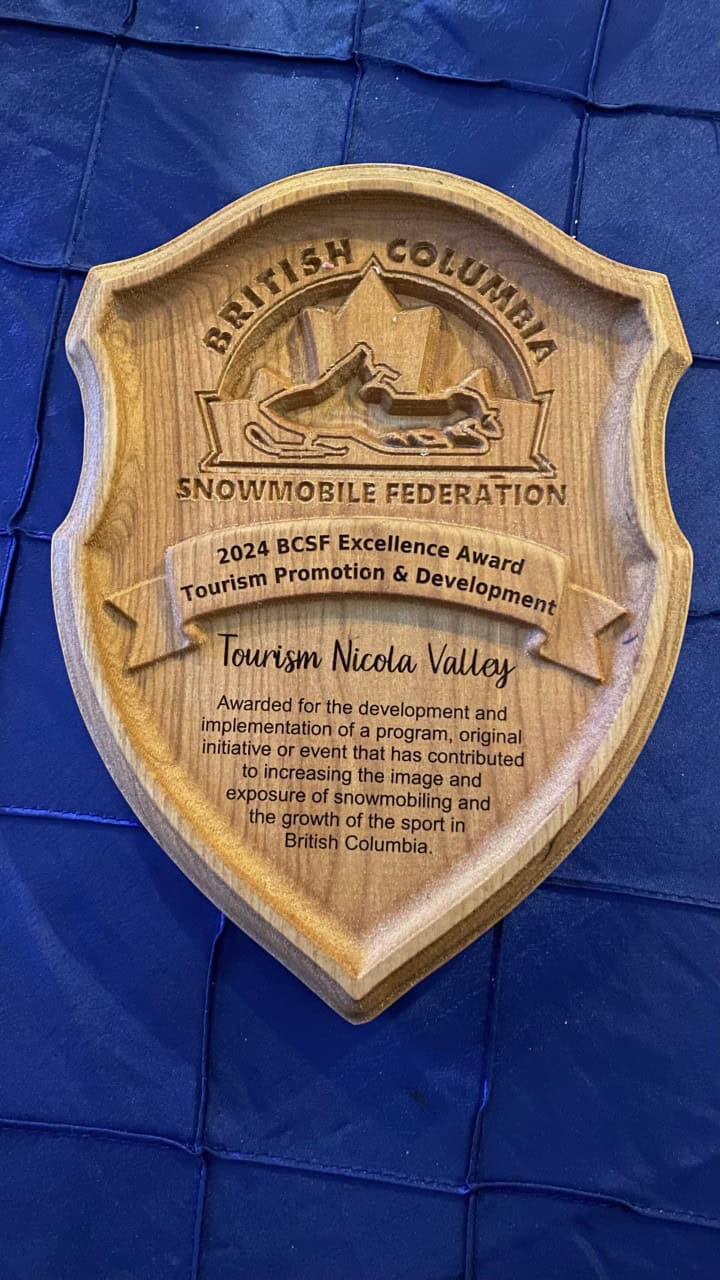 BRITISH COLUMBIA
SNOWMOBILE FEDERATION
2024 BCSF Excellence Award
Tourism Promotion & Development
Tourism Nicola Valley
Awarded for the development and
implementation of a program, original
initiative or event that has contributed
to increasing the image and
exposure of snowmobiling and
the growth of the sport in
British Columbia.